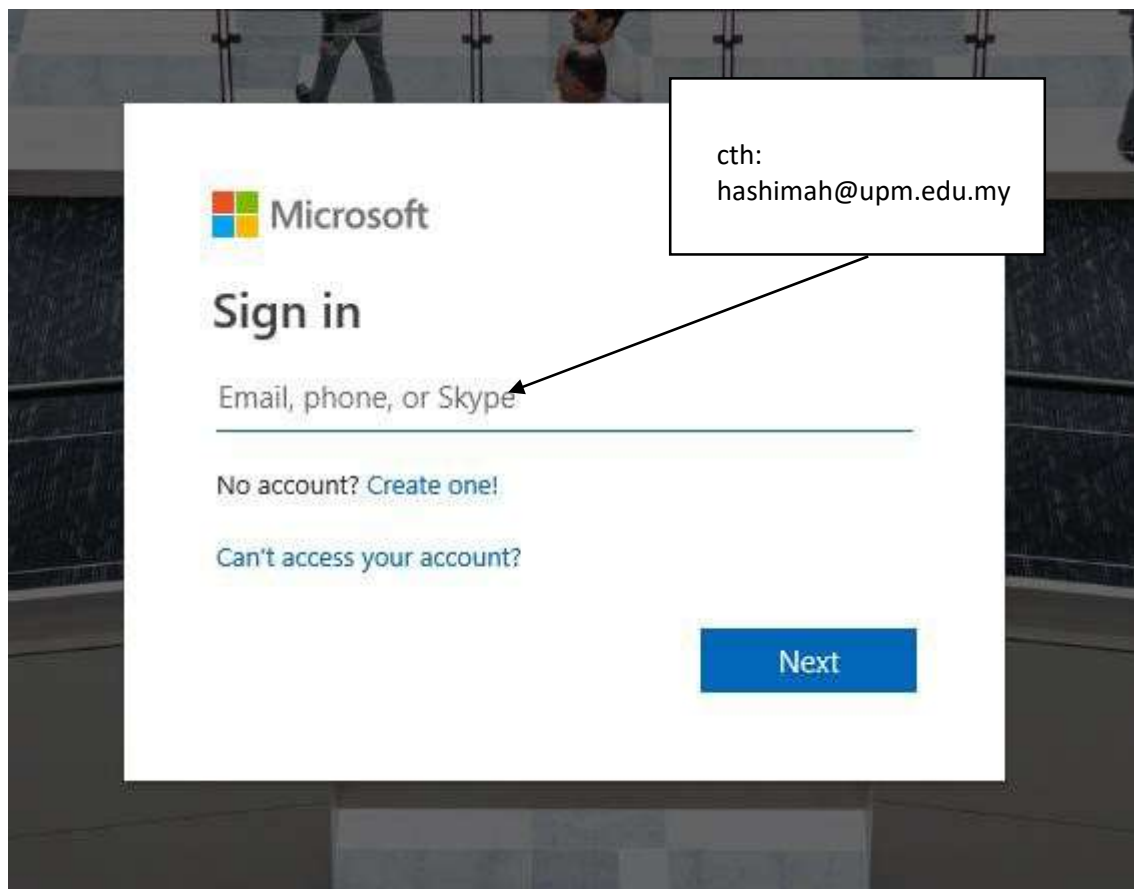 cth:
hashimah@upm.edu.my
Microsoft
Sign in
Email, phone, or Skype
No account? Create one!
Can't access your account?
Next